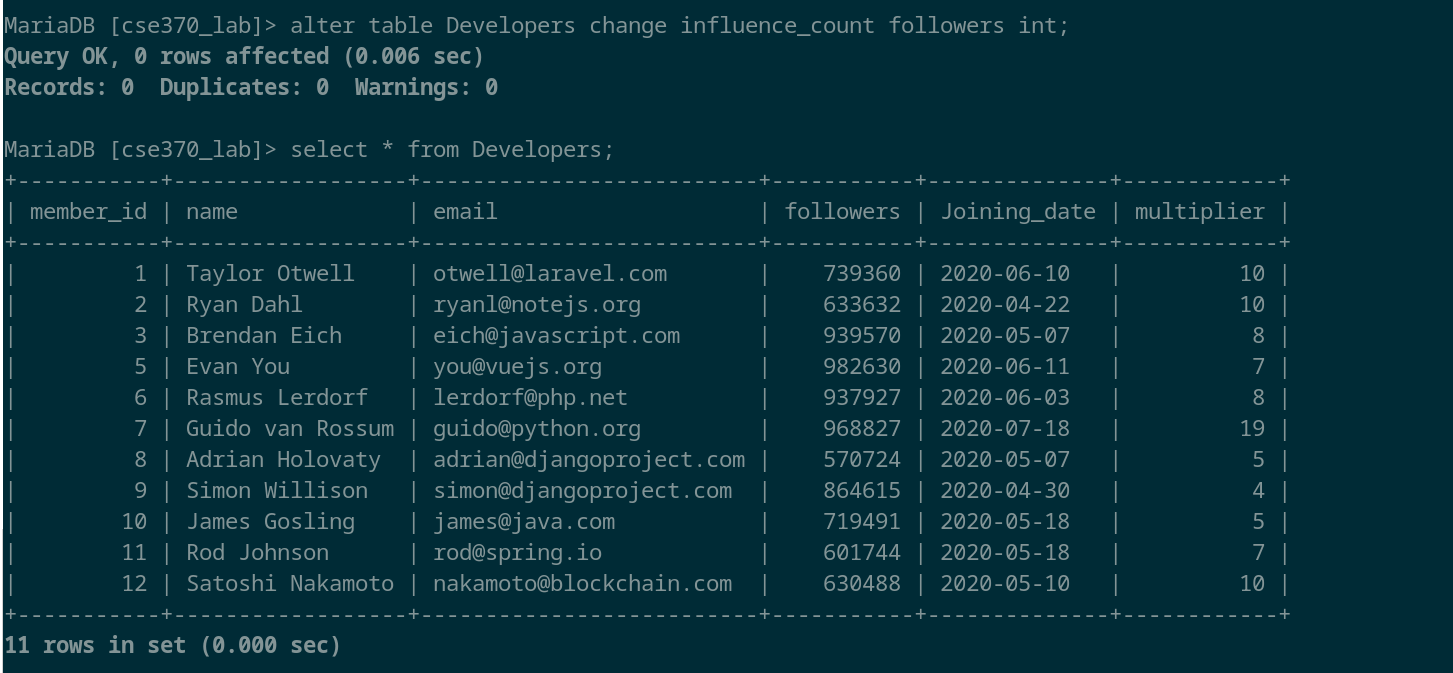 MariaDB [cse370_lab]> alter table Developers change influence_count followers int;
Query OK, 0 rows affected (0.006 sec)
Records: 0  Duplicates: 0  Warnings: 0

MariaDB [cse370_lab]> select * from Developers;
+-----------+------------------+--------------------------+-----------+--------------+------------+
| member_id | name             | email                    | followers | Joining_date | multiplier |
+-----------+------------------+--------------------------+-----------+--------------+------------+
|         1 | Taylor Otwell    | otwell@laravel.com       |    739360 | 2020-06-10   |         10 |
|         2 | Ryan Dahl        | ryanl@notejs.org         |    633632 | 2020-04-22   |         10 |
|         3 | Brendan Eich     | eich@javascript.com      |    939570 | 2020-05-07   |          8 |
|         5 | Evan You         | you@vuejs.org            |    982630 | 2020-06-11   |          7 |
|         6 | Rasmus Lerdorf   | lerdorf@php.net          |    937927 | 2020-06-03   |          8 |
|         7 | Guido van Rossum | guido@python.org         |    968827 | 2020-07-18   |         19 |
|         8 | Adrian Holovaty  | adrian@djangoproject.com |    570724 | 2020-05-07   |          5 |
|         9 | Simon Willison   | simon@djangoproject.com  |    864615 | 2020-04-30   |          4 |
|        10 | James Gosling    | james@java.com           |    719491 | 2020-05-18   |          5 |
|        11 | Rod Johnson      | rod@spring.io            |    601744 | 2020-05-18   |          7 |
|        12 | Satoshi Nakamoto | nakamoto@blockchain.com  |    630488 | 2020-05-10   |         10 |
+-----------+------------------+--------------------------+-----------+--------------+------------+
11 rows in set (0.000 sec)